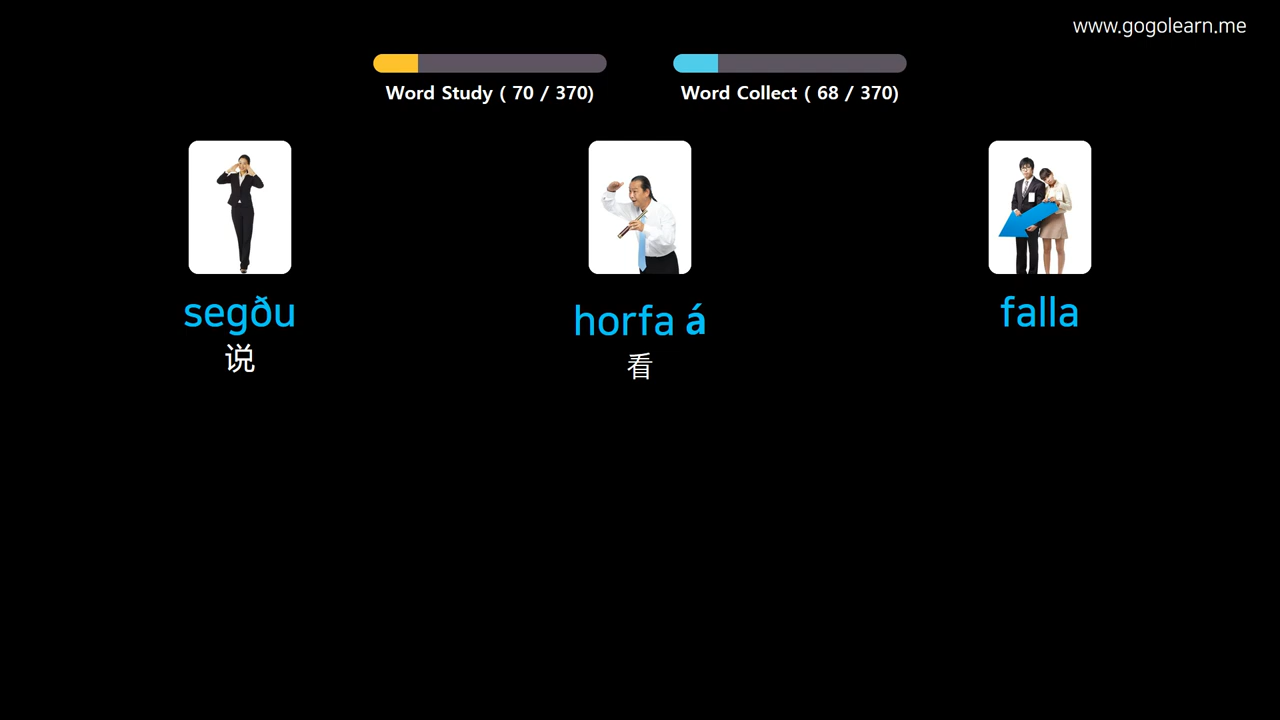 www.gogolearn.me
Word Study ( 70 / 370)
Word Collect ( 68 / 370)
segðu
horfa á
falla
说
看